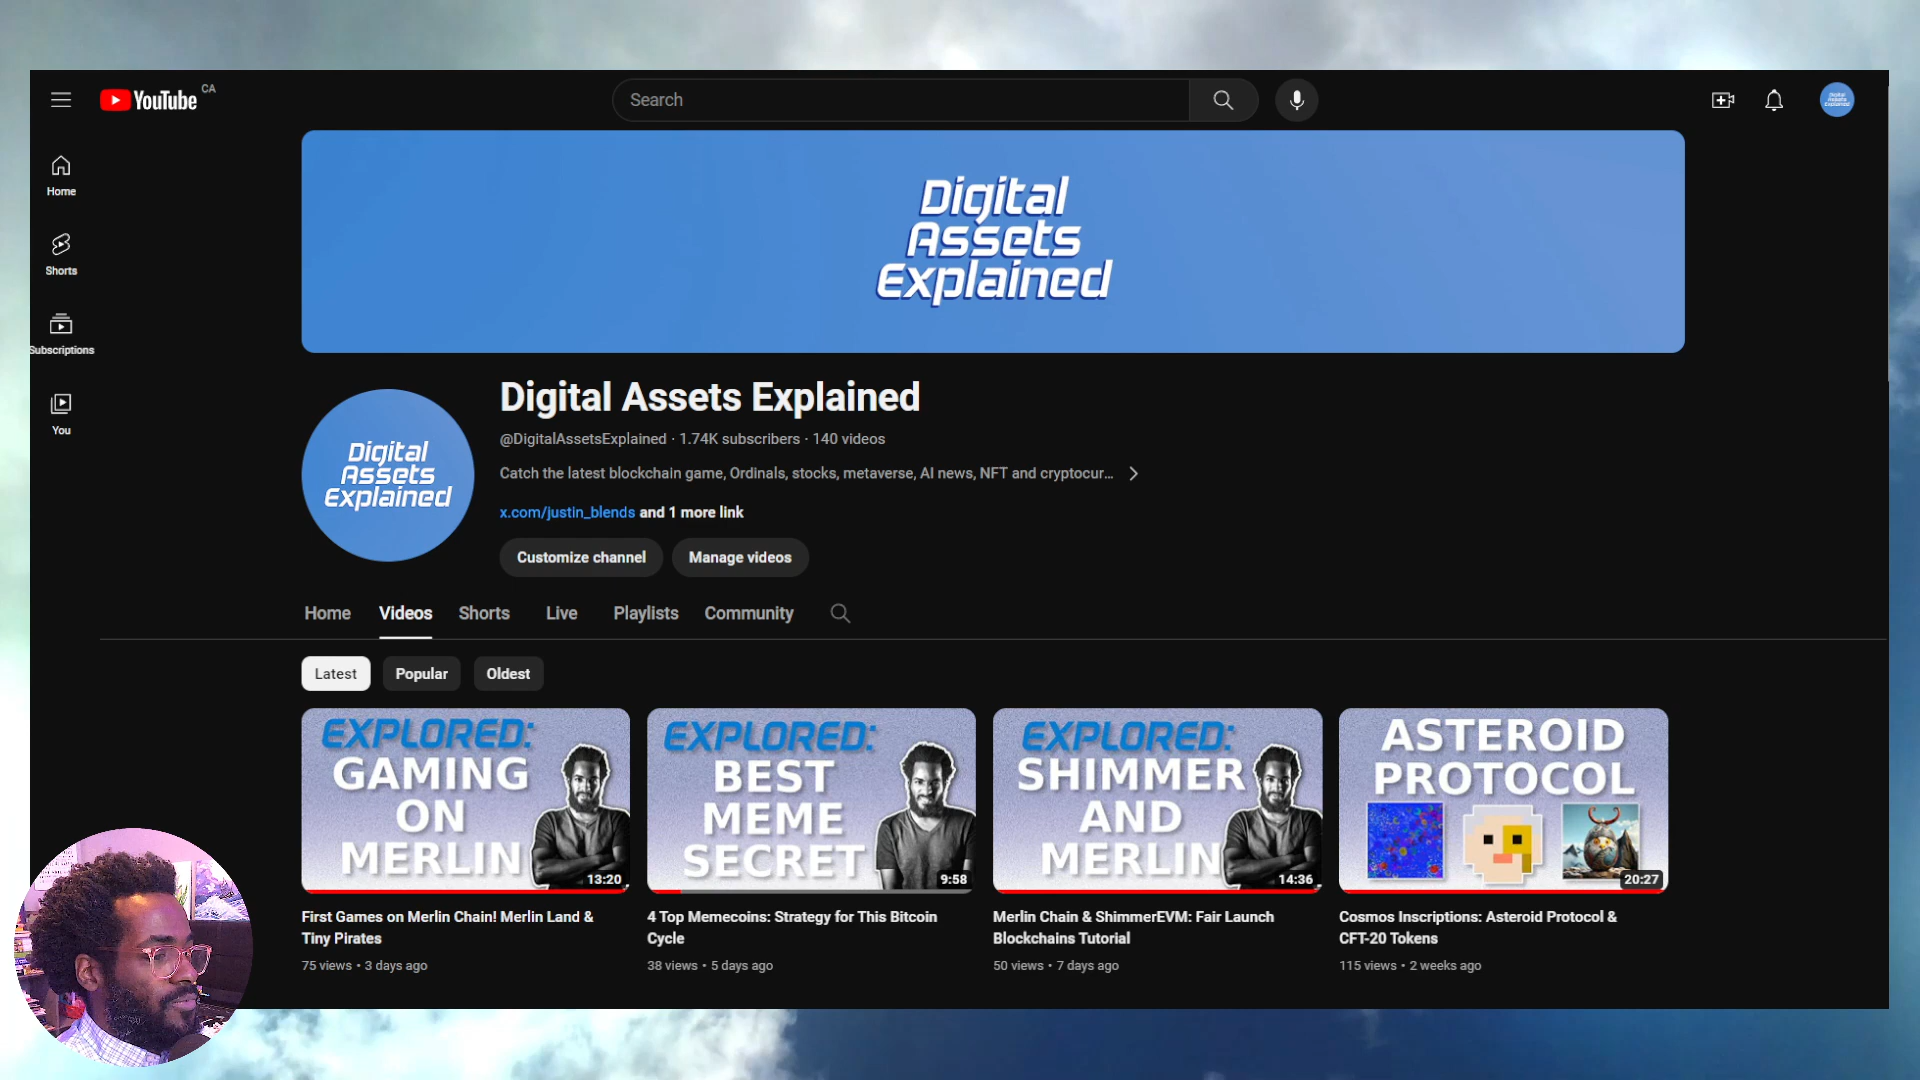 YouTube CA
Search
Home
Shorts
Subscriptions
You
Digital
Assets
Explained
Digital
Assets
Explained
Digital Assets Explained
@DigitalAssetsExplained · 1.74K subscribers · 140 videos
Catch the latest blockchain game, Ordinals, stocks, metaverse, AI news, NFT and cryptocur...
x.com/justin_blends and 1 more link
Customize channel
Manage videos
Home
Videos
Shorts
Live
Playlists
Community
Latest
Popular
Oldest
EXPLORED:
GAMING
ON
MERLIN
13:20
First Games on Merlin Chain! Merlin Land &
Tiny Pirates
75 views • 3 days ago
EXPLORED:
BEST
MEME
SECRET
9:58
4 Top Memecoins: Strategy for This Bitcoin
Cycle
38 views • 5 days ago
EXPLORED:
SHIMMER
AND
MERLIN
14:36
Merlin Chain & ShimmerEVM: Fair Launch
Blockchains Tutorial
50 views • 7 days ago
ASTEROID
PROTOCOL
20:27
Cosmos Inscriptions: Asteroid Protocol &
CFT-20 Tokens
115 views • 2 weeks ago